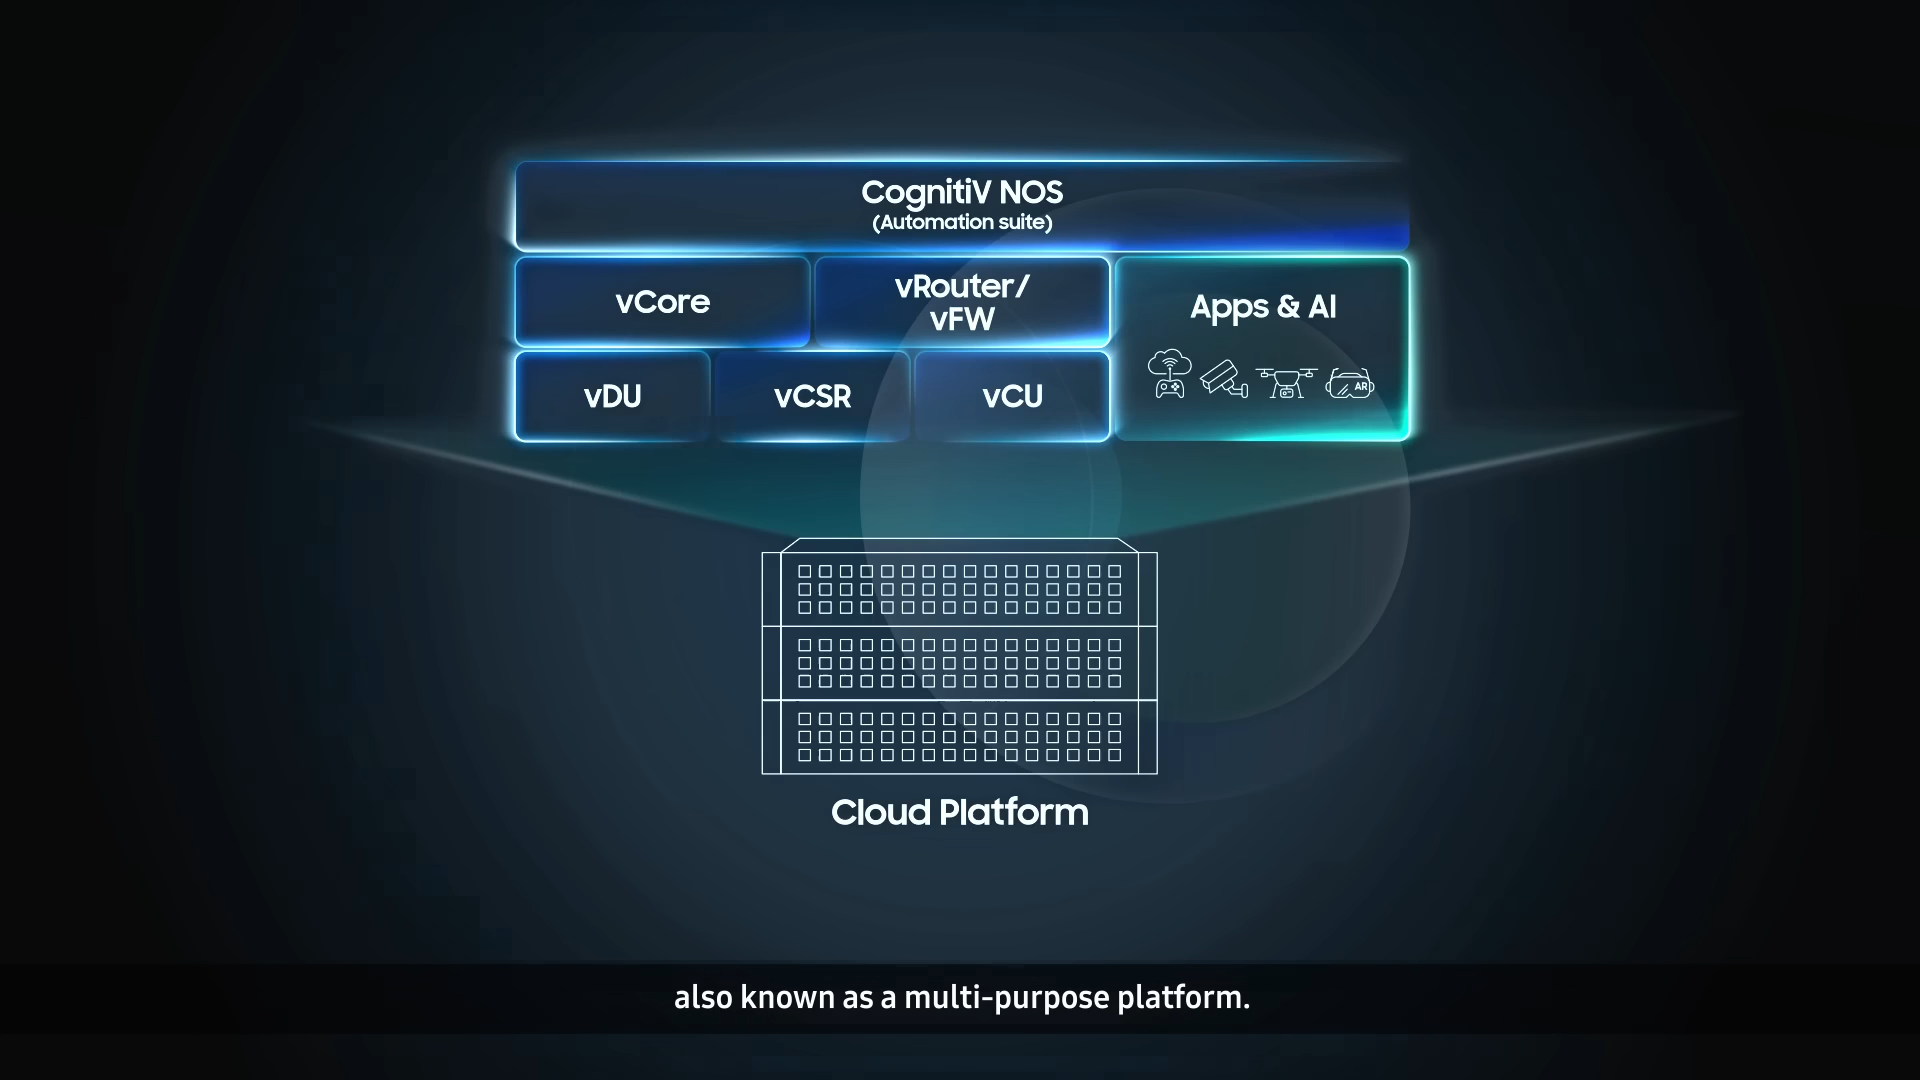 CognitiV NOS
(Automation suite)
vCore
vRouter/
vFW
Apps & AI
AR
vDU
vCSR
vCU
Cloud Platform
also known as a multi-purpose platform.